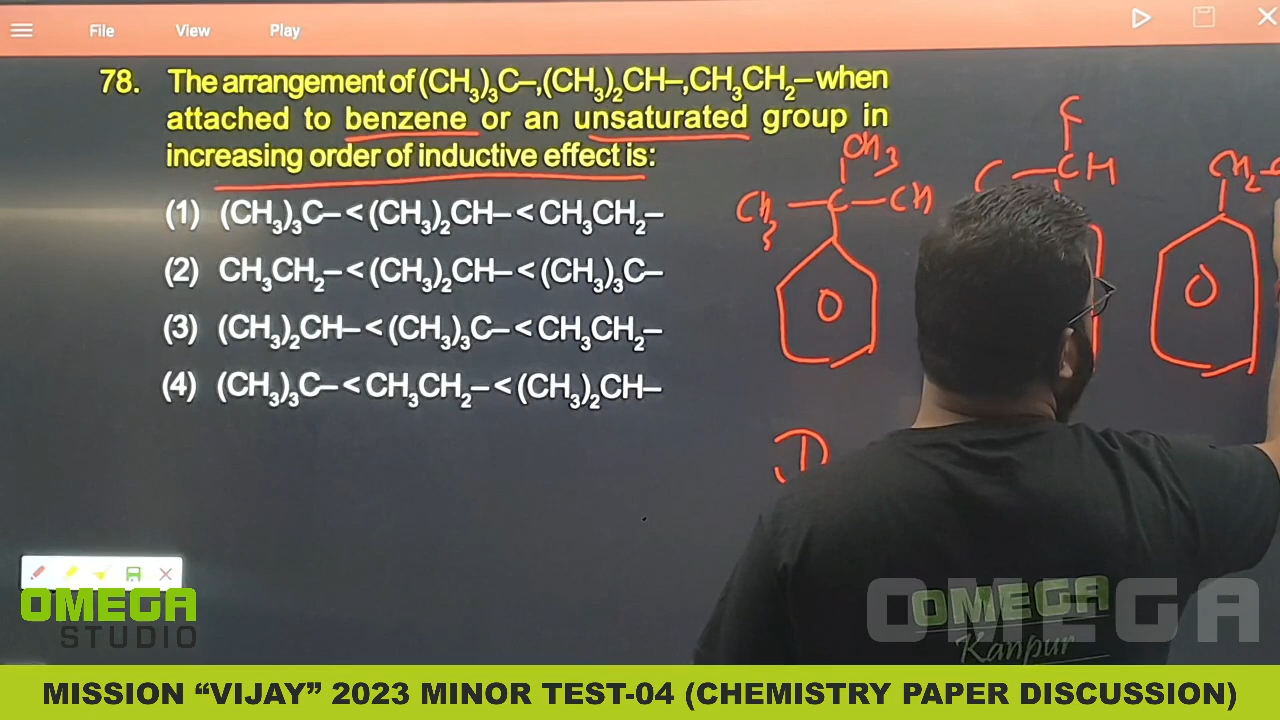 File View Play
78. The arrangement of (CH₃)₃C–,(CH₃)₂CH–,CH₃CH₂– when
attached to benzene or an unsaturated group in
increasing order of inductive effect is:
(1) (CH₃)₃C– < (CH₃)₂CH– < CH₃CH₂–
(2) CH₃CH₂– < (CH₃)₂CH– < (CH₃)₃C–
(3) (CH₃)₂CH– < (CH₃)₃C– < CH₃CH₂–
(4) (CH₃)₃C– < CH₃CH₂– < (CH₃)₂CH–
CH₃
CH₃ – C – CH
C – CH
CH₂
OMEGA
STUDIO
OMEGA
OMEGA
Kanpur
MISSION “VIJAY” 2023 MINOR TEST-04 (CHEMISTRY PAPER DISCUSSION)